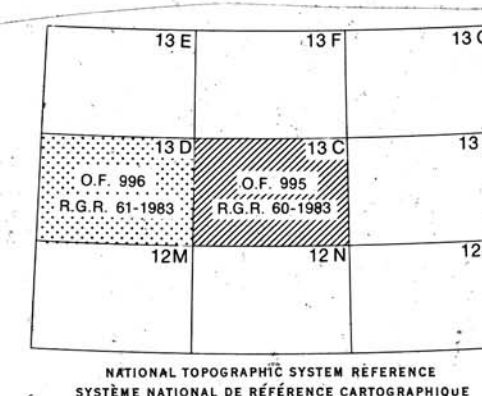 13 E 13 F 13
13 D 13 C 13
O.F. 996 O.F. 995
R.G.R. 61-1983 R.G.R. 60-1983
12M 12 N 12
NATIONAL TOPOGRAPHIC SYSTEM REFERENCE
SYSTÈME NATIONAL DE RÉFÉRENCE CARTOGRAPHIQUE